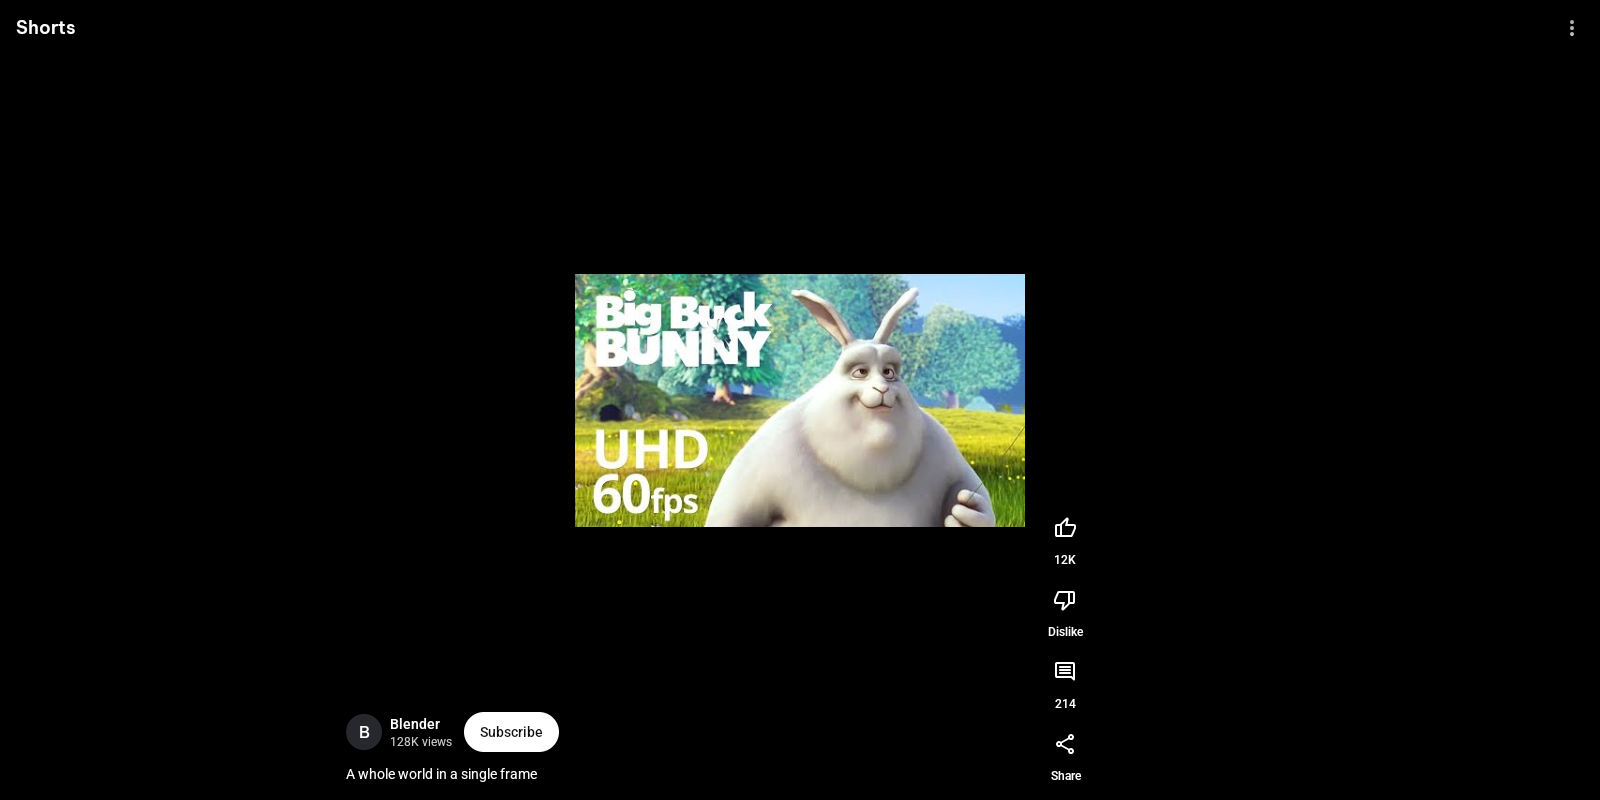 Shorts
Big Buck
BUNNY
UHD
60fps
12K
Dislike
214
Share
B
Blender
128K views
Subscribe
A whole world in a single frame